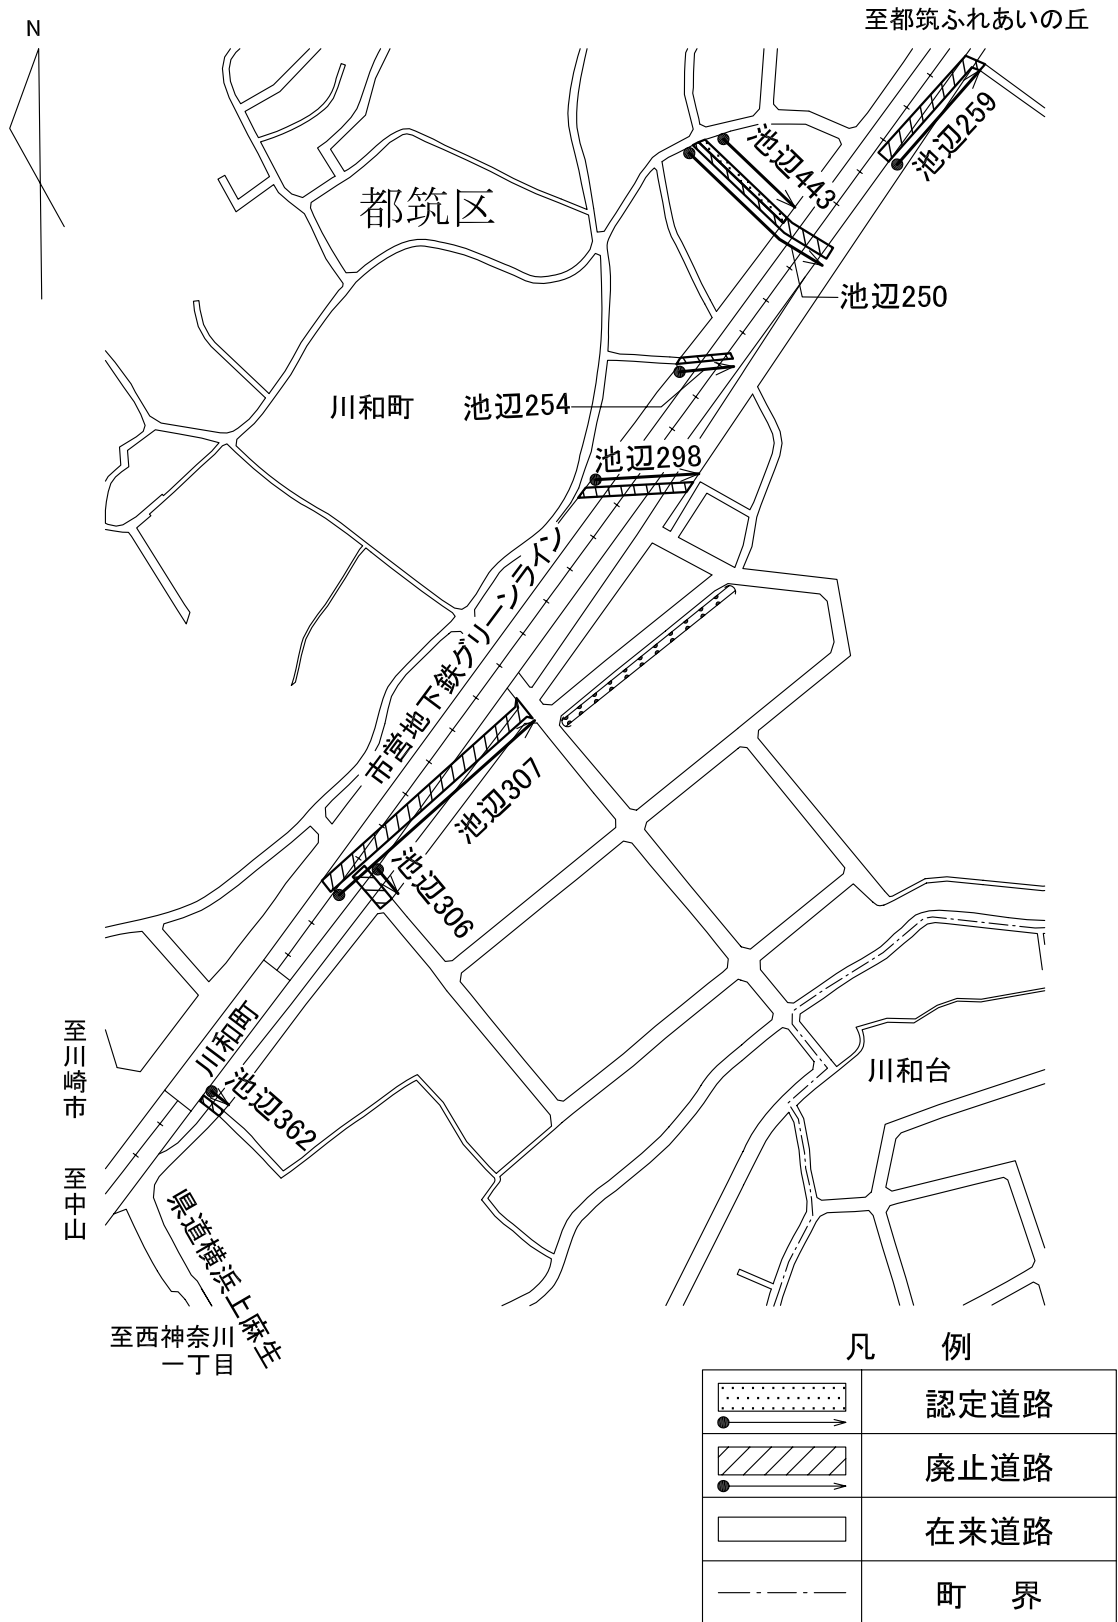 至都筑ふれあいの丘
N
池辺259
池辺443
都筑区
池辺250
川和町
池辺254
池辺298
市営地下鉄グリーンライン
池辺307
池辺306
川和町
至川崎市
川和台
池辺362
至中山
県道横浜上麻生
至西神奈川
一丁目
凡 例
認定道路
廃止道路
在来道路
町 界